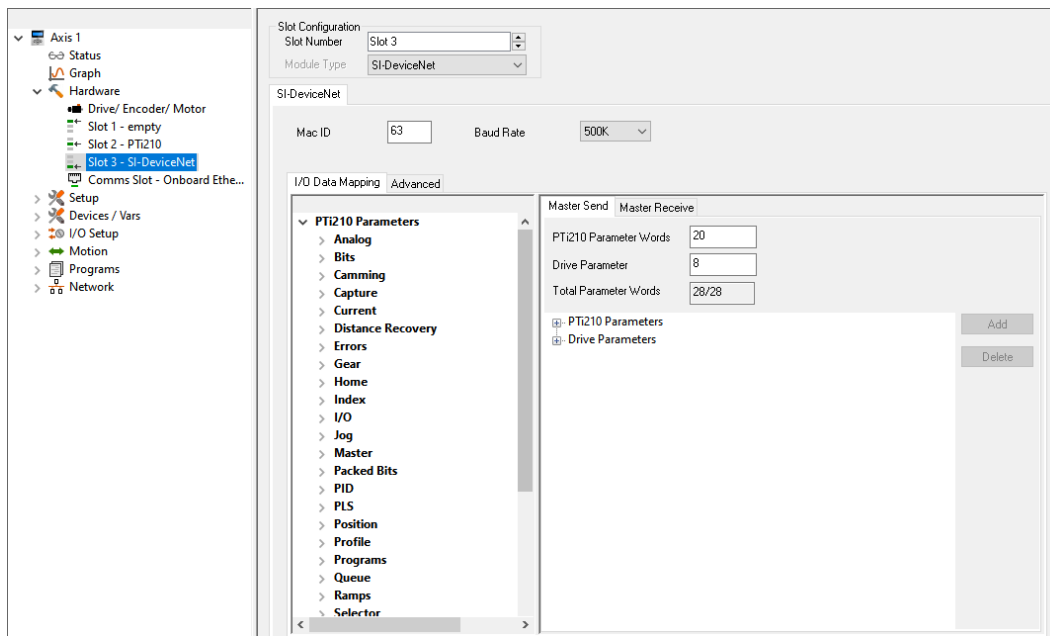 Axis 1
Status
Graph
Hardware
Drive/ Encoder/ Motor
Slot 1 - empty
Slot 2 - PTi210
Slot 3 - SI-DeviceNet
Comms Slot - Onboard Ethe...
Setup
Devices / Vars
I/O Setup
Motion
Programs
Network
Slot Configuration
Slot Number Slot 3
Module Type SI-DeviceNet
SI-DeviceNet
Mac ID 63 Baud Rate 500K
I/O Data Mapping Advanced
PTi210 Parameters
Analog
Bits
Camming
Capture
Current
Distance Recovery
Errors
Gear
Home
Index
I/O
Jog
Master
Packed Bits
PID
PLS
Position
Profile
Programs
Queue
Ramps
Selector
Master Send Master Receive
PTi210 Parameter Words 20
Drive Parameter 8
Total Parameter Words 28/28
PTi210 Parameters
Drive Parameters
Add
Delete